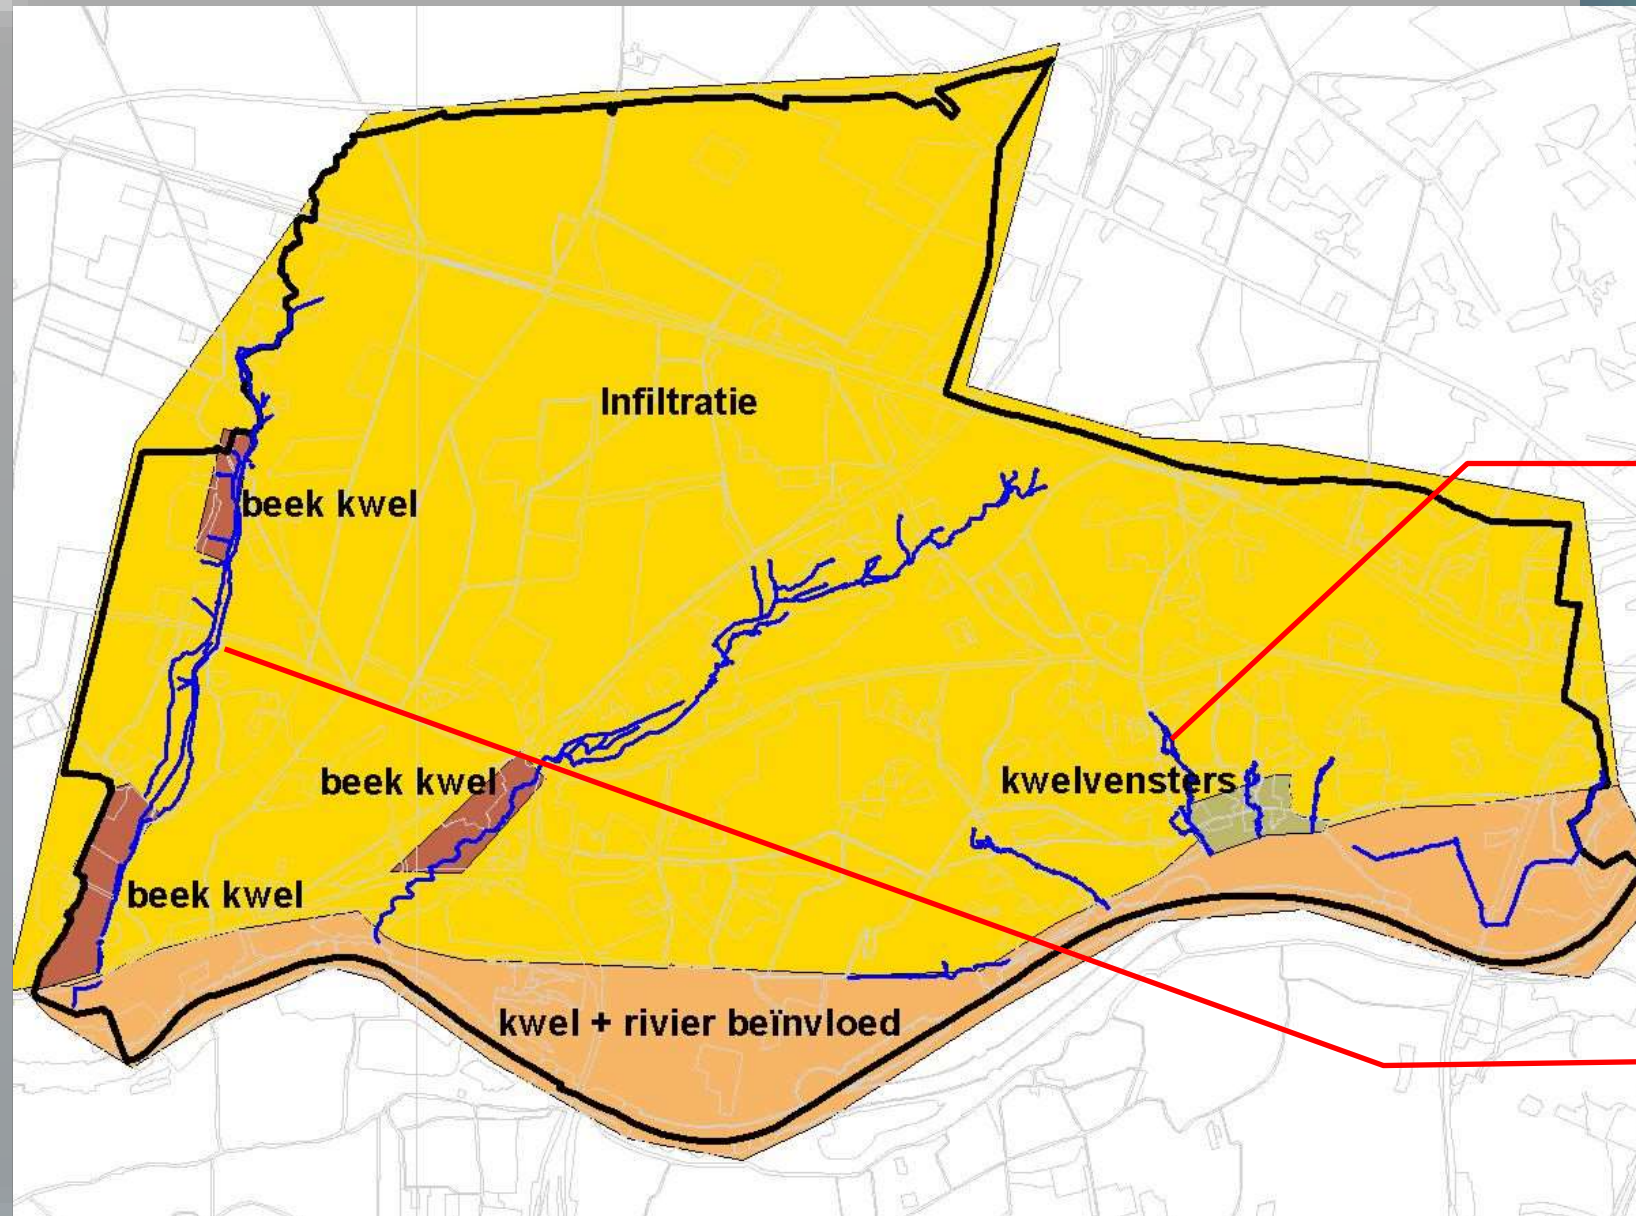 Infiltratie
beek kwel
beek kwel
kwelvensters
beek kwel
kwel + rivier beïnvloed